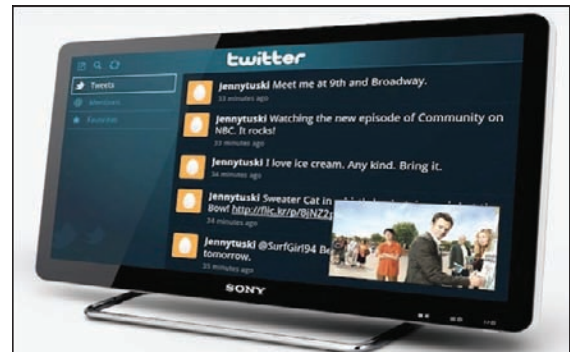 twitter
Tweets
Mentions
Favorites
Jennytuski Meet me at 9th and Broadway.
33 minutes ago
Jennytuski Watching the new episode of Community on
NBC. It rocks!
33 minutes ago
Jennytuski I love ice cream. Any kind. Bring it.
34 minutes ago
Jennytuski Sweater Cat in
Bowl http://flic.kr/p/BjNZ2
34 minutes ago
Jennytuski @SurfGirl94
tomorrow.
35 minutes ago
SONY